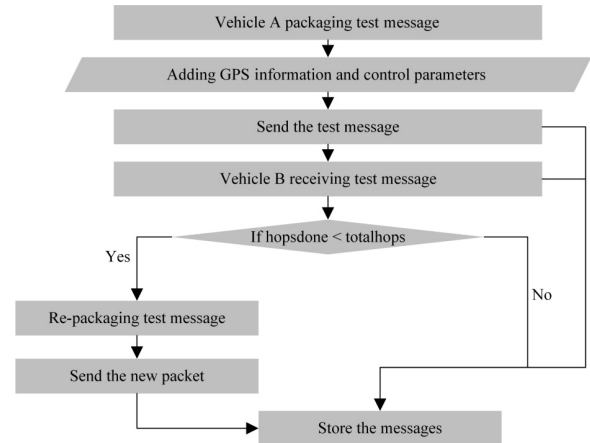 Vehicle A packaging test message
Adding GPS information and control parameters
Send the test message
Vehicle B receiving test message
If hopsdone < totalhops
Yes
No
Re-packaging test message
Send the new packet
Store the messages